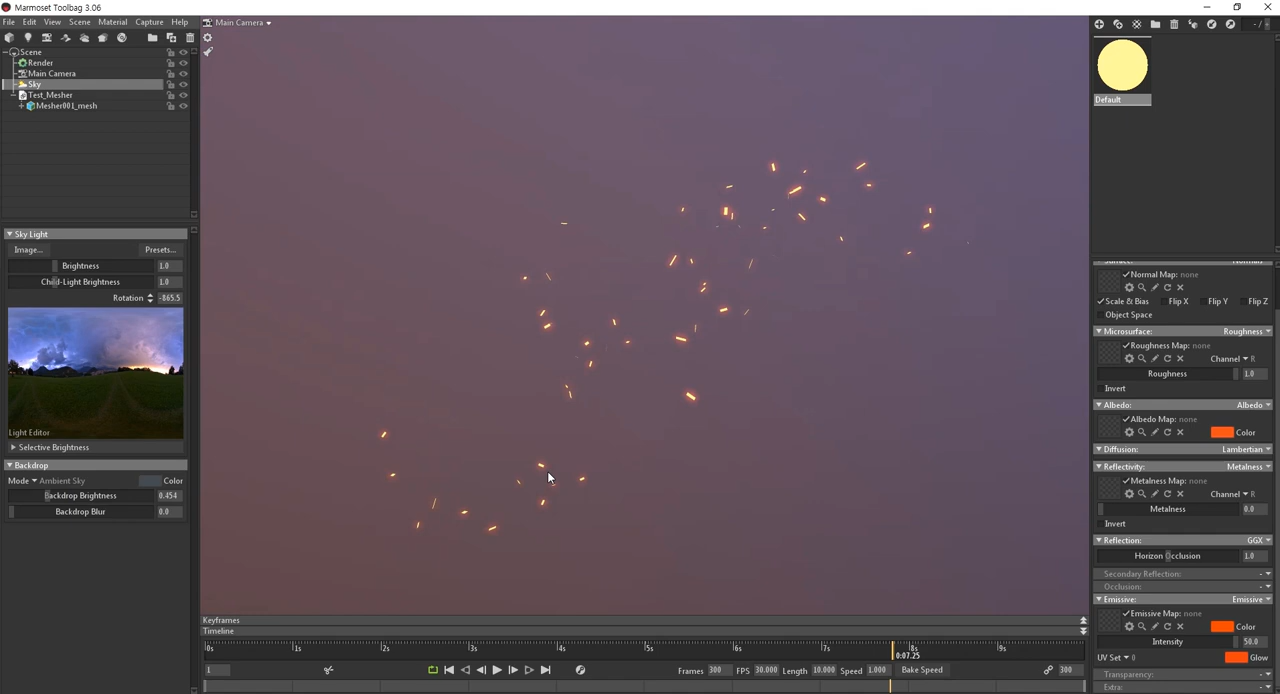 Marmoset Toolbag 3.06
File Edit View Scene Material Capture Help
Main Camera
Scene
Render
Main Camera
Sky
Test_Mesher
Mesher001_mesh
Sky Light
Image... Presets...
Brightness 1.0
Child-Light Brightness 1.0
Rotation -865.5
Light Editor
Selective Brightness
Backdrop
Mode Ambient Sky Color
Backdrop Brightness 0.454
Backdrop Blur 0.0
Keyframes
Timeline
0s 1s 2s 3s 4s 5s 6s 7s 8s 9s
0:07.25
1 Frames 300 FPS 30.000 Length 10.000 Speed 1.000 Bake Speed 300
Default
Normal Map: none
Scale & Bias Flip X Flip Y Flip Z
Object Space
Microsurface: Roughness
Roughness Map: none
Channel R
Roughness 1.0
Invert
Albedo: Albedo
Albedo Map: none
Color
Diffusion: Lambertian
Reflectivity: Metalness
Metalness Map: none
Channel R
Metalness 0.0
Invert
Reflection: GGX
Horizon Occlusion 1.0
Secondary Reflection: -
Occlusion: -
Emissive: Emissive
Emissive Map: none
Color
Intensity 50.0
UV Set 0 Glow
Transparency: -
Extra: -